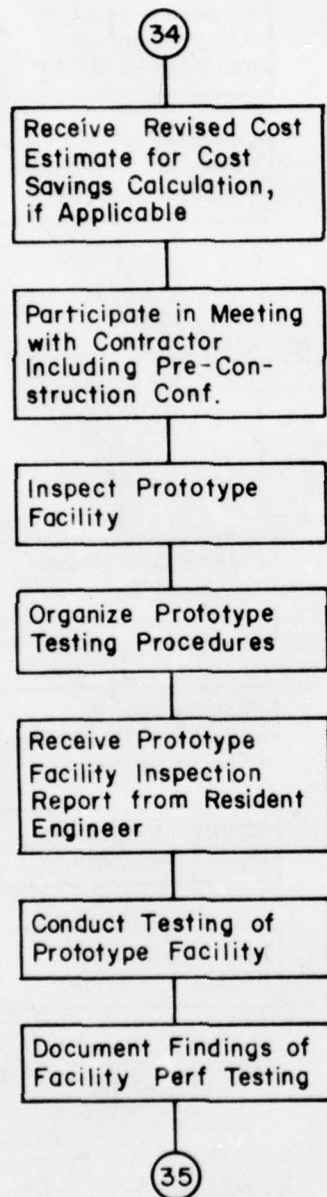 34
Receive Revised Cost
Estimate for Cost
Savings Calculation,
if Applicable
Participate in Meeting
with Contractor
Including Pre-Con-
struction Conf.
Inspect Prototype
Facility
Organize Prototype
Testing Procedures
Receive Prototype
Facility Inspection
Report from Resident
Engineer
Conduct Testing of
Prototype Facility
Document Findings of
Facility Perf Testing
35